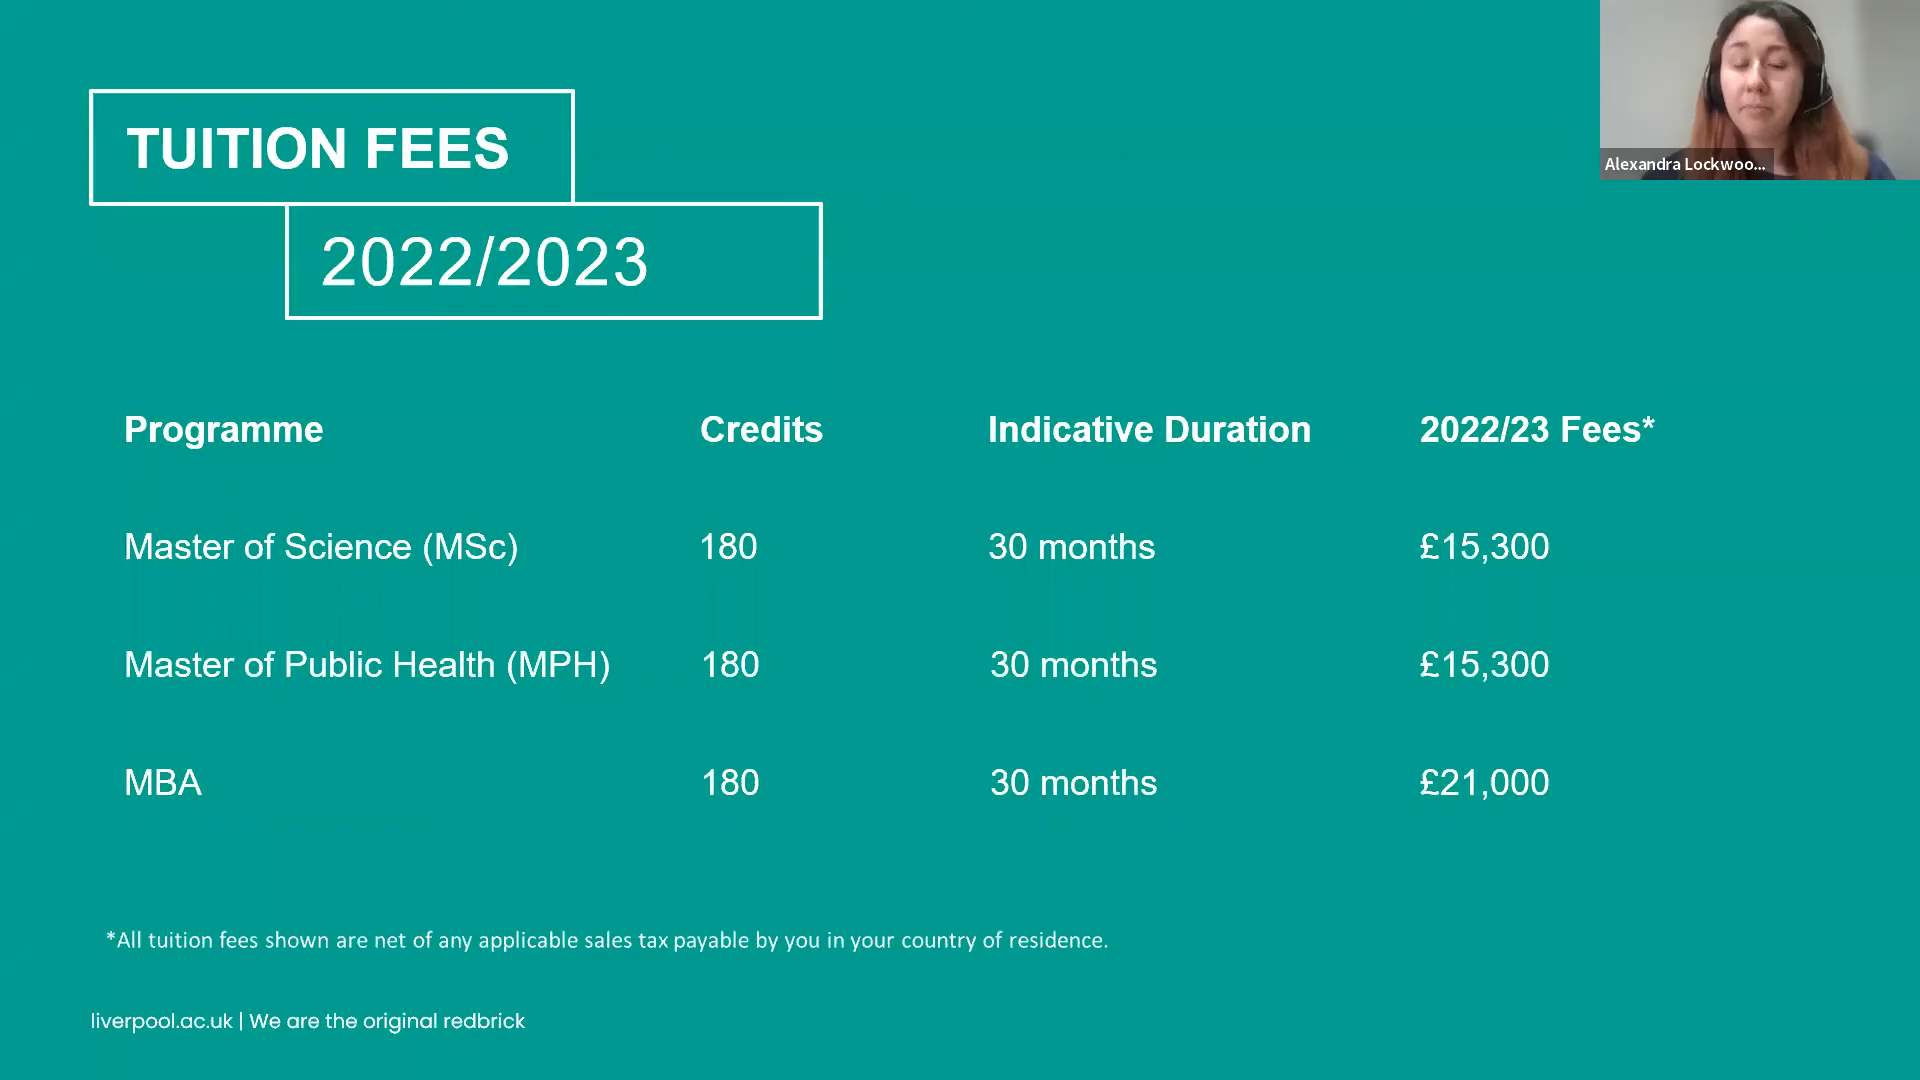 TUITION FEES
2022/2023
Alexandra Lockwoo...
Programme Credits Indicative Duration 2022/23 Fees*
Master of Science (MSc) 180 30 months £15,300
Master of Public Health (MPH) 180 30 months £15,300
MBA 180 30 months £21,000
*All tuition fees shown are net of any applicable sales tax payable by you in your country of residence.
liverpool.ac.uk | We are the original redbrick